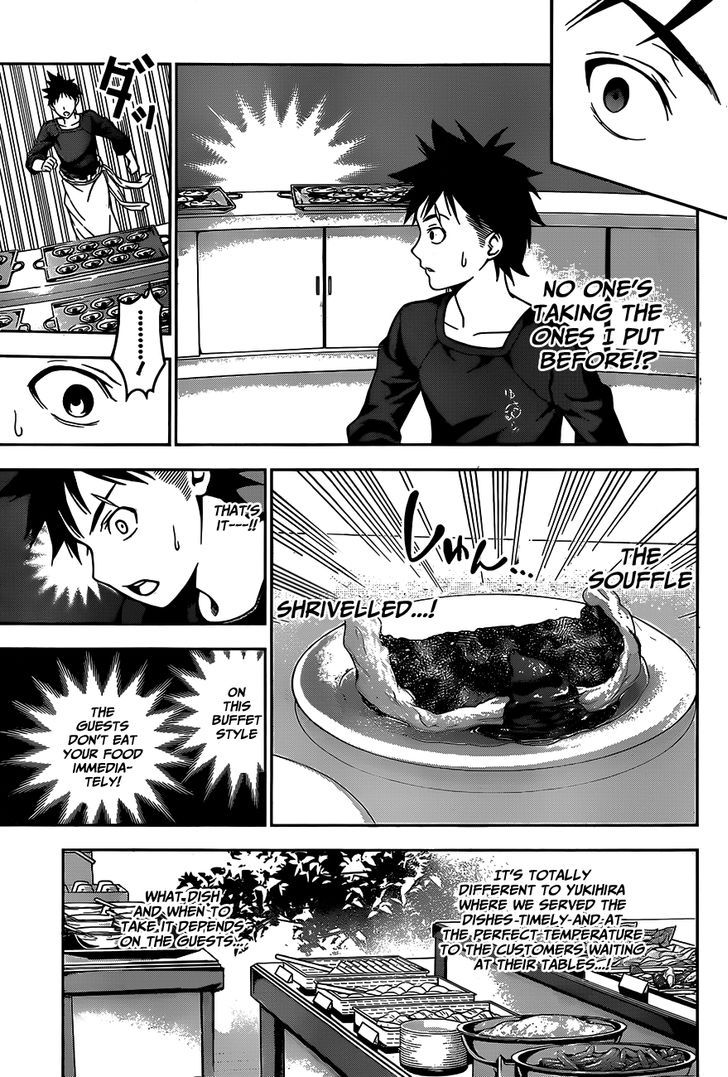 NO ONE'S
TAKING THE
ONES I PUT
BEFORE!?
ダッ
………
THE
SOUFFLE
SHRIVELLED...!
しゅん…
THAT'S
IT---!!
ON
THIS
BUFFET
STYLE
THE
GUESTS
DON'T EAT
YOUR FOOD
IMMEDIA-
TELY!
IT'S TOTALLY
DIFFERENT TO YUKIHIRA
WHERE WE SERVED THE
DISHES TIMELY AND AT
THE PERFECT TEMPERATURE
TO THE CUSTOMERS WAITING
AT THEIR TABLES...!
WHAT DISH
AND WHEN TO
TAKE IT DEPENDS
ON THE GUESTS...